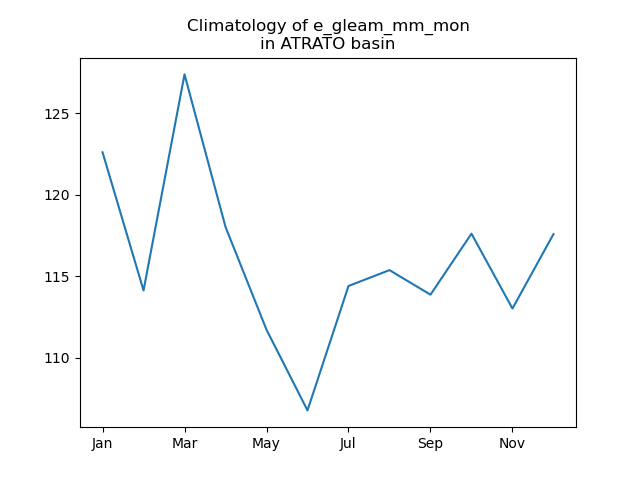 Climatology of e_gleam_mm_mon
in ATRATO basin
125
120
115
110
Jan Mar May Jul Sep Nov